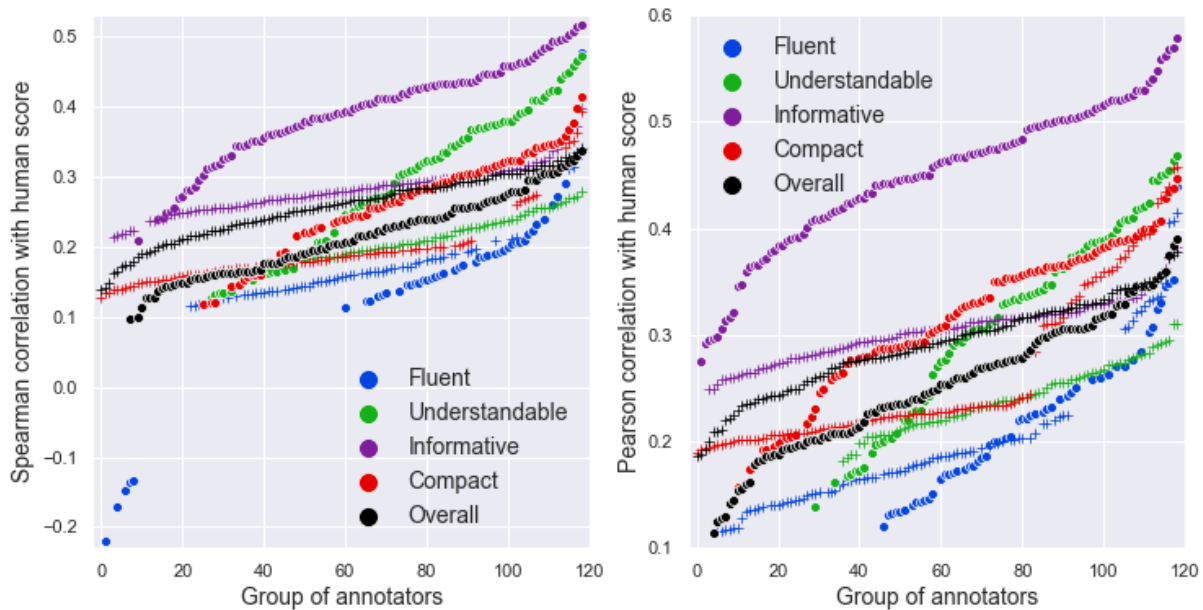 0.5
0.4
0.3
0.2
0.1
0.0
−0.1
−0.2
Spearman correlation with human score
Fluent
Understandable
Informative
Compact
Overall
0 20 40 60 80 100 120
Group of annotators
0.6
0.5
0.4
0.3
0.2
0.1
Pearson correlation with human score
Fluent
Understandable
Informative
Compact
Overall
0 20 40 60 80 100 120
Group of annotators